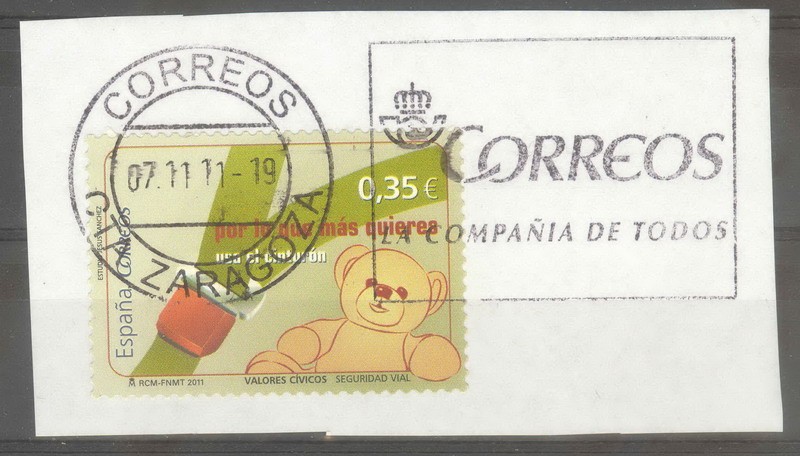 CORREOS
07.11 11-19
ZARAGOZA
CORREOS
LA COMPAÑIA DE TODOS
0,35 €
por lo que más quieras
usa el cinturón
España
CORREOS
RCM-FNMT 2011
VALORES CÍVICOS SEGURIDAD VIAL